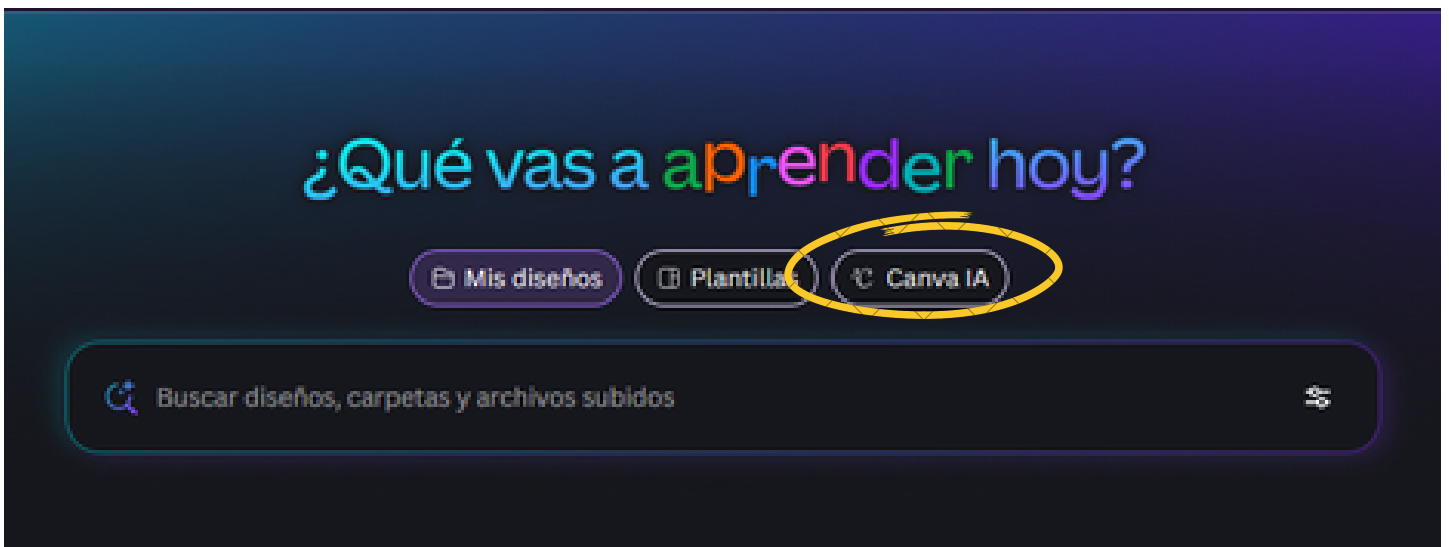 ¿Qué vas a aprender hoy?
Mis diseños Plantillas Canva IA
Buscar diseños, carpetas y archivos subidos